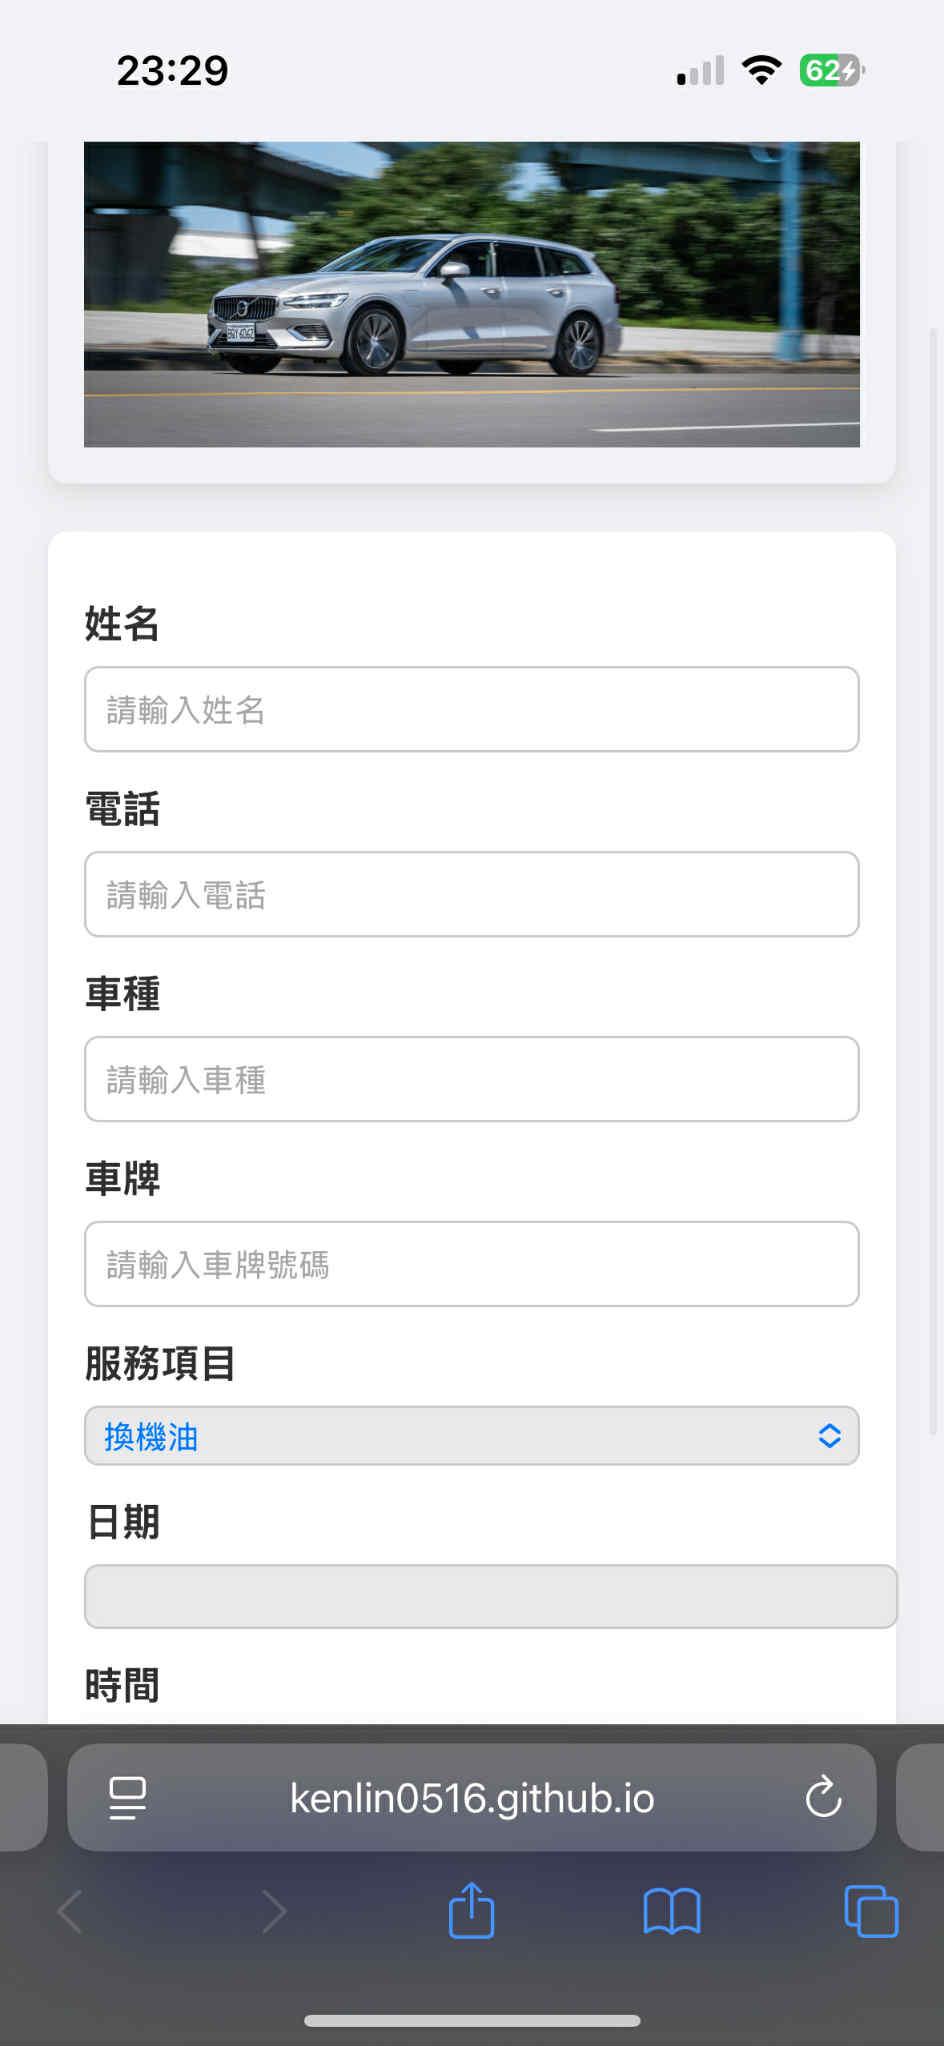 23:29
62
姓名
請輸入姓名
電話
請輸入電話
車種
請輸入車種
車牌
請輸入車牌號碼
服務項目
換機油
日期
時間
kenlin0516.github.io